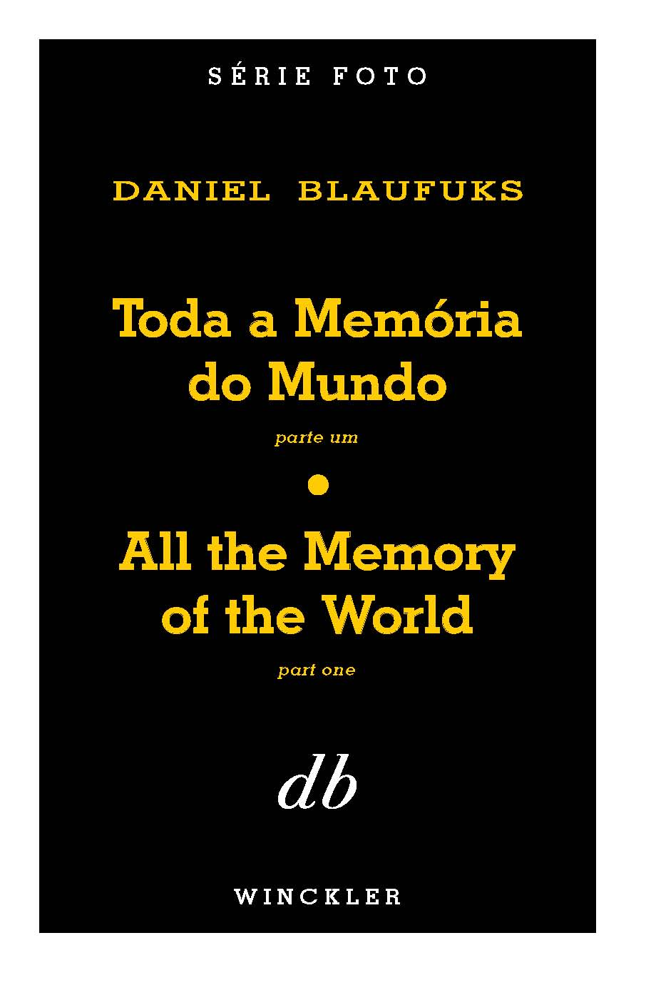 SÉRIE FOTO
DANIEL BLAUFUKS
Toda a Memória
do Mundo
parte um
•
All the Memory
of the World
part one
db
WINCKLER